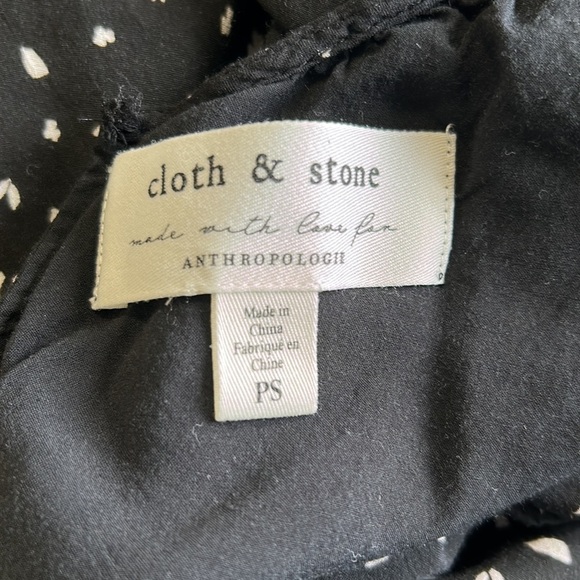 cloth & stone
made with love for
ANTHROPOLOGIE
Made in
China
Fabriqué en
Chine
PS